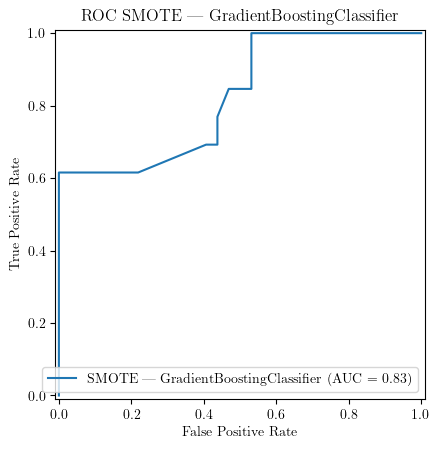 ROC SMOTE — GradientBoostingClassifier
1.0
0.8
0.6
0.4
0.2
0.0
True Positive Rate
SMOTE — GradientBoostingClassifier (AUC = 0.83)
0.0 0.2 0.4 0.6 0.8 1.0
False Positive Rate